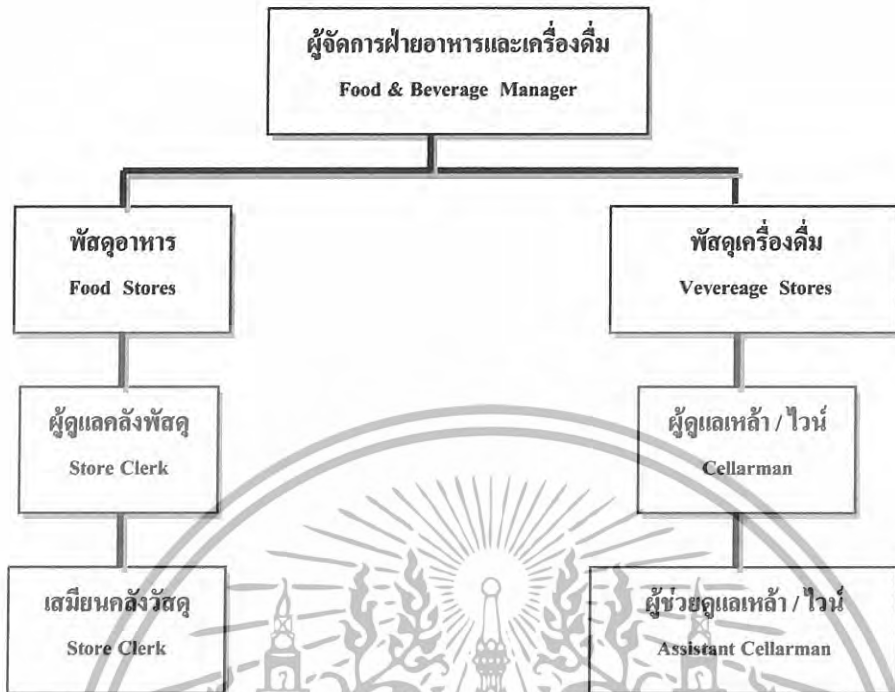 ผู้จัดการฝ่ายอาหารและเครื่องดื่ม
Food & Beverage Manager
พัสดุอาหาร
Food Stores
พัสดุเครื่องดื่ม
Vevereage Stores
ผู้ดูแลคลังพัสดุ
Store Clerk
ผู้ดูแลเหล้า / ไวน์
Cellarman
เสมียนคลังวัสดุ
Store Clerk
ผู้ช่วยดูแลเหล้า / ไวน์
Assistant Cellarman